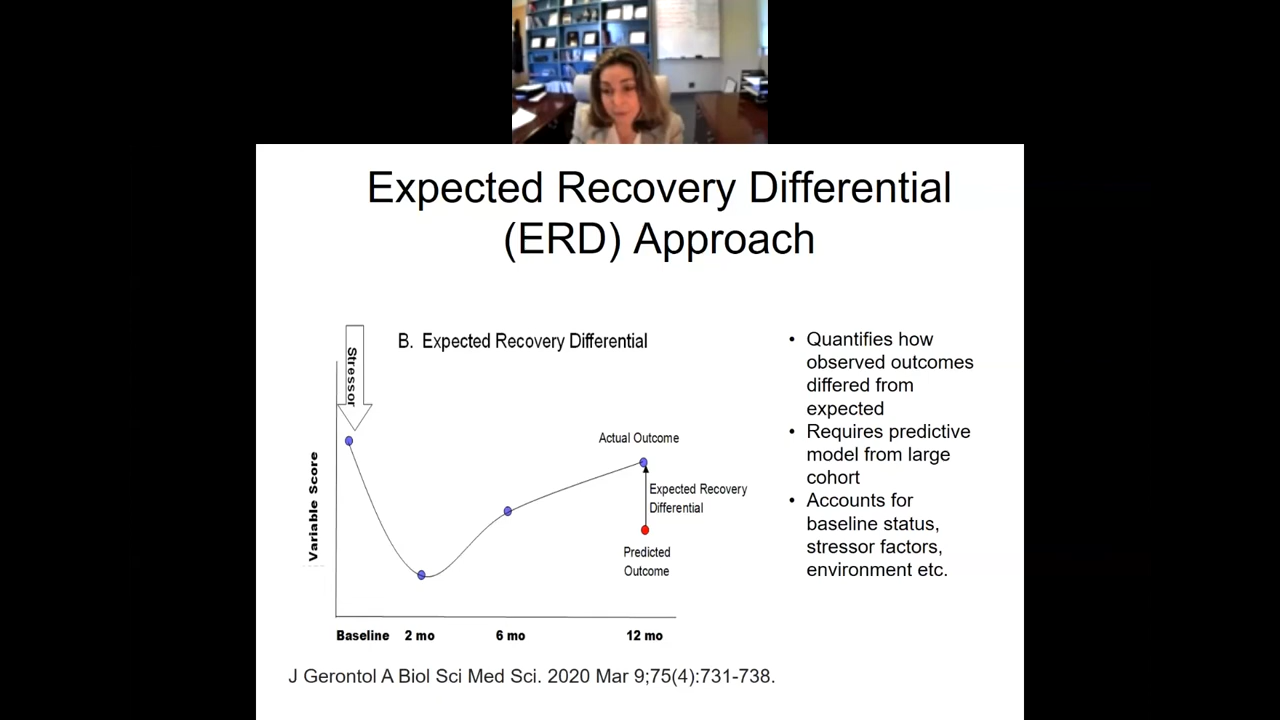 Expected Recovery Differential
(ERD) Approach
Stressor
B. Expected Recovery Differential
Variable Score
Actual Outcome
Expected Recovery
Differential
Predicted
Outcome
Baseline 2 mo 6 mo 12 mo
• Quantifies how
observed outcomes
differed from
expected
• Requires predictive
model from large
cohort
• Accounts for
baseline status,
stressor factors,
environment etc.
J Gerontol A Biol Sci Med Sci. 2020 Mar 9;75(4):731-738.